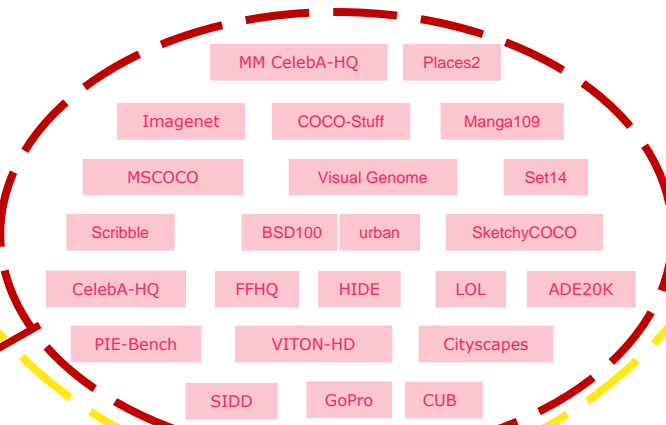 MM CelebA-HQ Places2
Imagenet COCO-Stuff Manga109
MSCOCO Visual Genome Set14
Scribble BSD100 urban SketchyCOCO
CelebA-HQ FFHQ HIDE LOL ADE20K
PIE-Bench VITON-HD Cityscapes
SIDD GoPro CUB